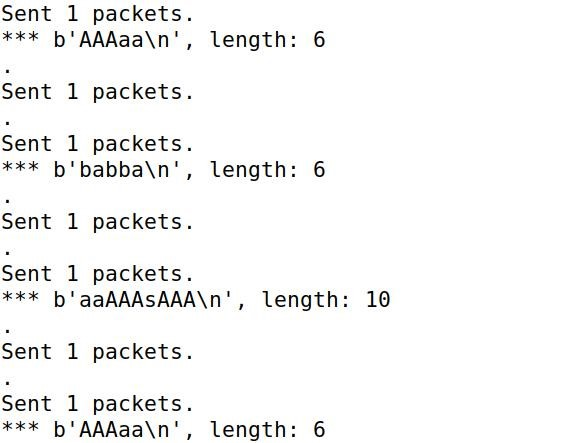 Sent 1 packets.
*** b'AAAaa\n', length: 6
.
Sent 1 packets.
.
Sent 1 packets.
*** b'babba\n', length: 6
.
Sent 1 packets.
.
Sent 1 packets.
*** b'aaAAAsAAA\n', length: 10
.
Sent 1 packets.
.
Sent 1 packets.
*** b'AAAaa\n', length: 6